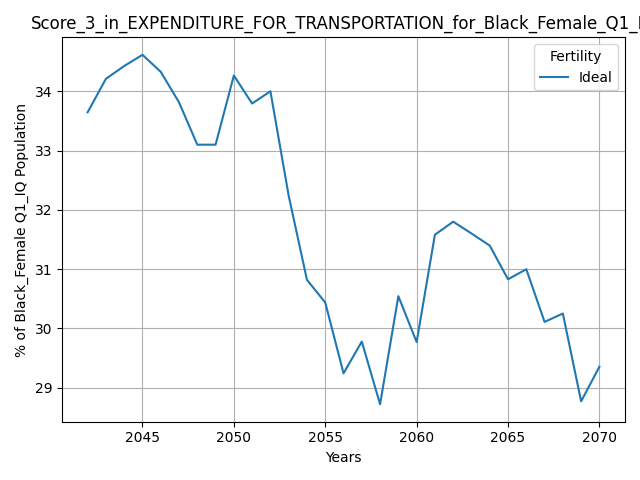 Score_3_in_EXPENDITURE_FOR_TRANSPORTATION_for_Black_Female_Q1_I
Fertility
Ideal
% of Black_Female Q1_IQ Population
34
33
32
31
30
29
2045 2050 2055 2060 2065 2070
Years